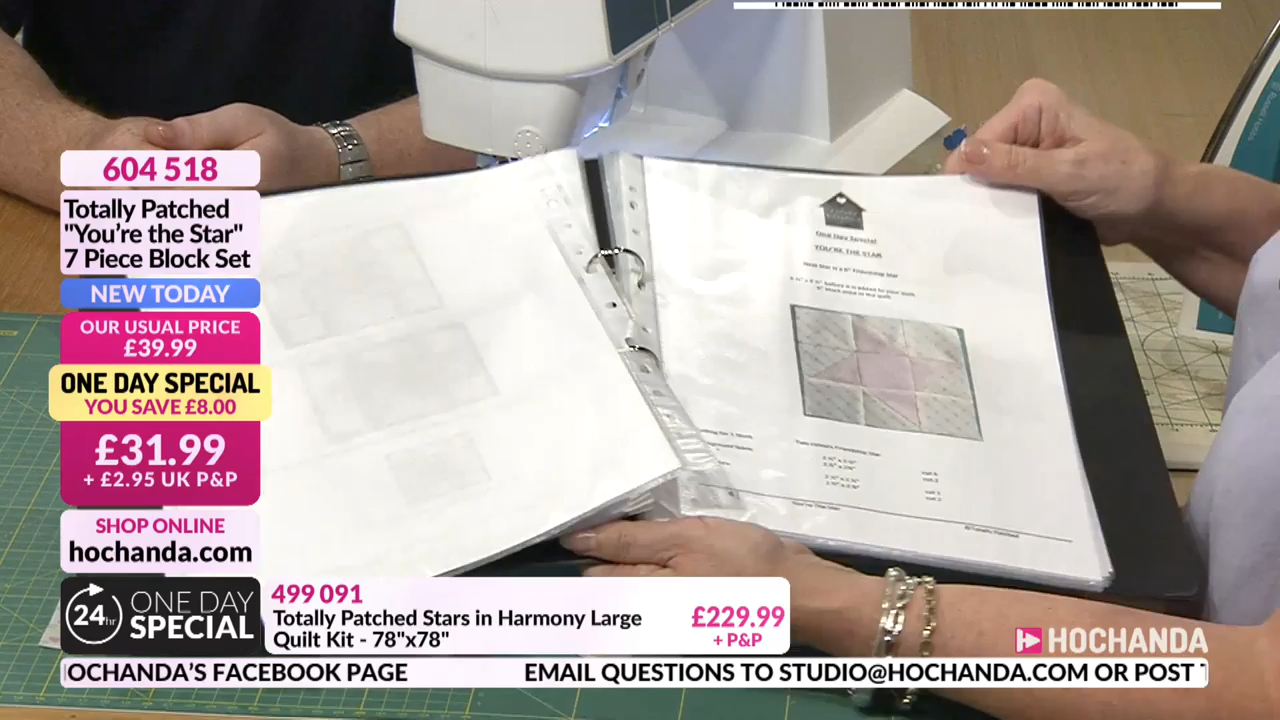 604 518
Totally Patched
"You're the Star"
7 Piece Block Set
NEW TODAY
OUR USUAL PRICE
£39.99
ONE DAY SPECIAL
YOU SAVE £8.00
£31.99
+ £2.95 UK P&P
SHOP ONLINE
hochanda.com
24hr ONE DAY SPECIAL
499 091
Totally Patched Stars in Harmony Large
Quilt Kit - 78"x78"
£229.99
+ P&P
HOCHANDA
OCHANDA'S FACEBOOK PAGE EMAIL QUESTIONS TO STUDIO@HOCHANDA.COM OR POST
One Day Special
YOU'RE THE STAR